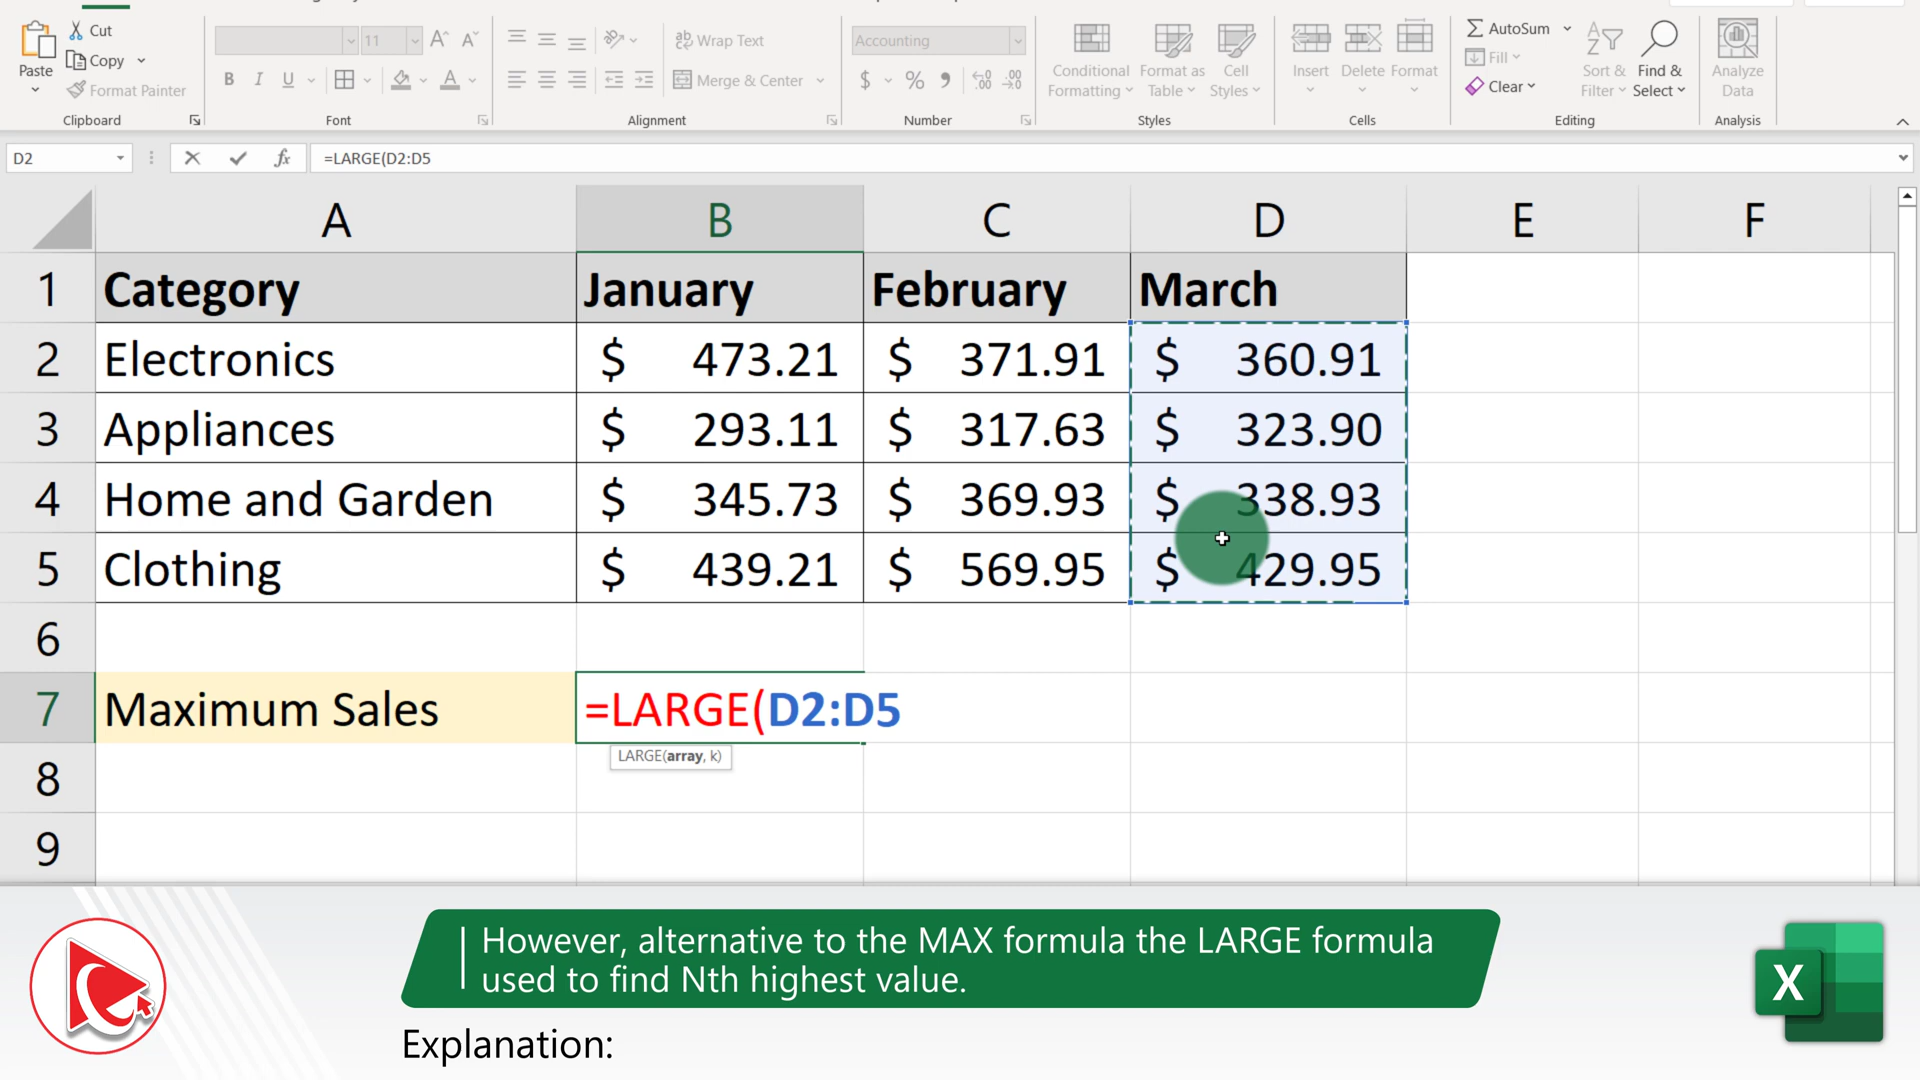 Paste
Cut
Copy
Format Painter
Clipboard
11
B I U
Font
Wrap Text
Merge & Center
Alignment
Accounting
$ % 9
Number
Conditional Formatting
Format as Table
Cell Styles
Styles
Insert
Delete
Format
Cells
AutoSum
Fill
Clear
Sort & Filter
Find & Select
Editing
Analyze Data
Analysis
D2 fx =LARGE(D2:D5
A B C D E F
1 Category January February March
2 Electronics $ 473.21 $ 371.91 $ 360.91
3 Appliances $ 293.11 $ 317.63 $ 323.90
4 Home and Garden $ 345.73 $ 369.93 $ 338.93
5 Clothing $ 439.21 $ 569.95 $ 429.95
6
7 Maximum Sales =LARGE(D2:D5
LARGE(array, k)
8
9
However, alternative to the MAX formula the LARGE formula
used to find Nth highest value.
Explanation:
X